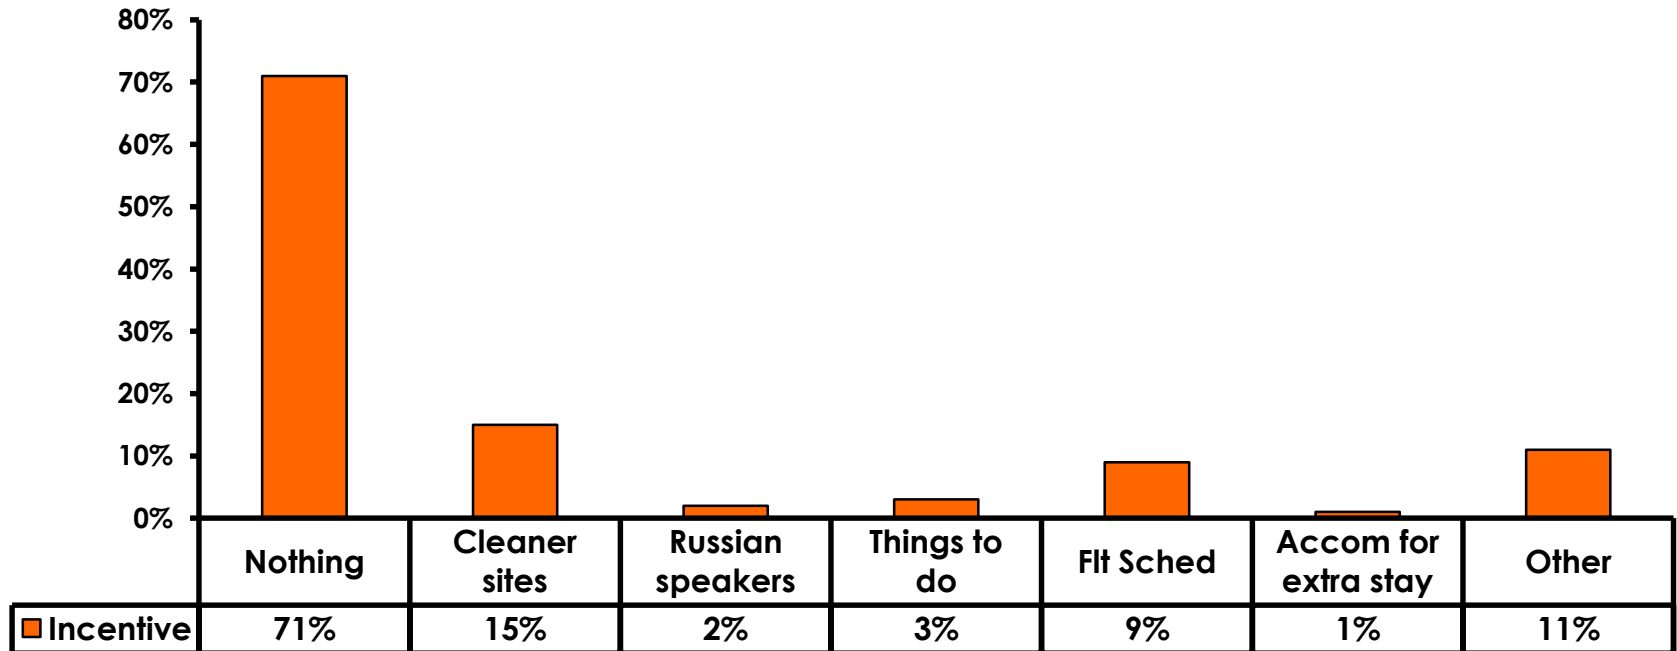 80%
70%
60%
50%
40%
30%
20%
10%
0%
Nothing
Cleaner
sites
Russian
speakers
Things to
do
Flt Sched
Accom for
extra stay
Other
Incentive 71% 15% 2% 3% 9% 1% 11%